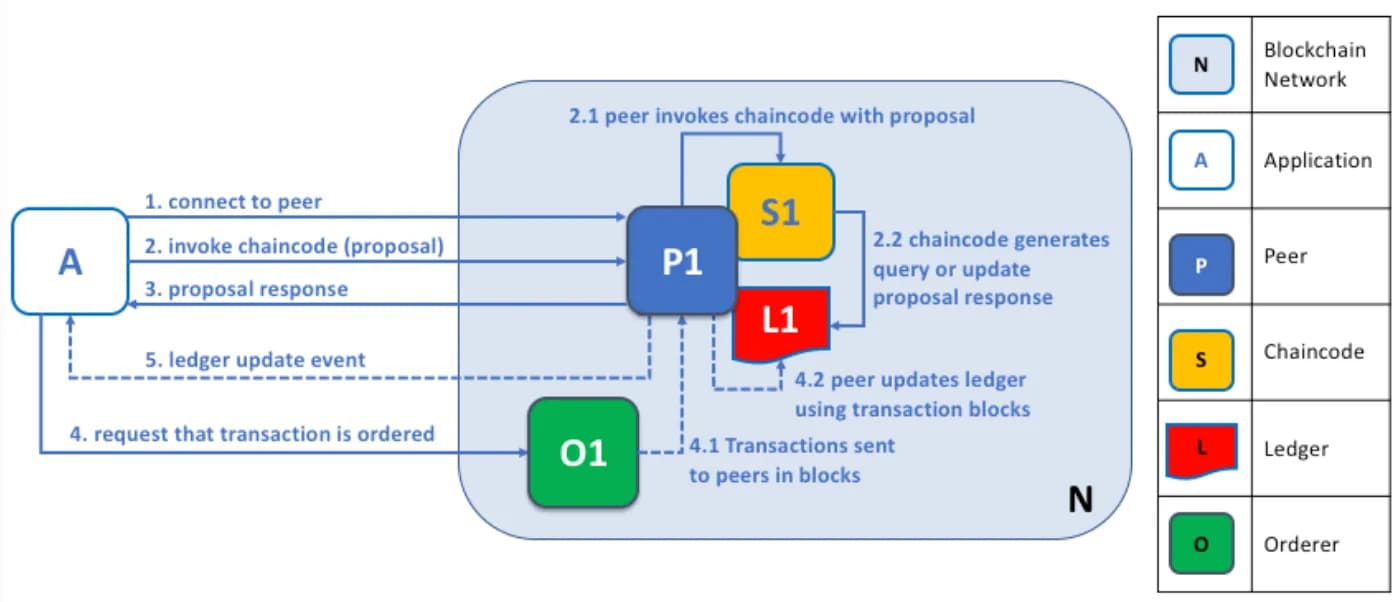 2.1 peer invokes chaincode with proposal
1. connect to peer
2. invoke chaincode (proposal)
3. proposal response
5. ledger update event
4. request that transaction is ordered
A
P1
S1
L1
O1
2.2 chaincode generates
query or update
proposal response
4.2 peer updates ledger
using transaction blocks
4.1 Transactions sent
to peers in blocks
N
N
Blockchain
Network
A
Application
P
Peer
S
Chaincode
L
Ledger
O
Orderer